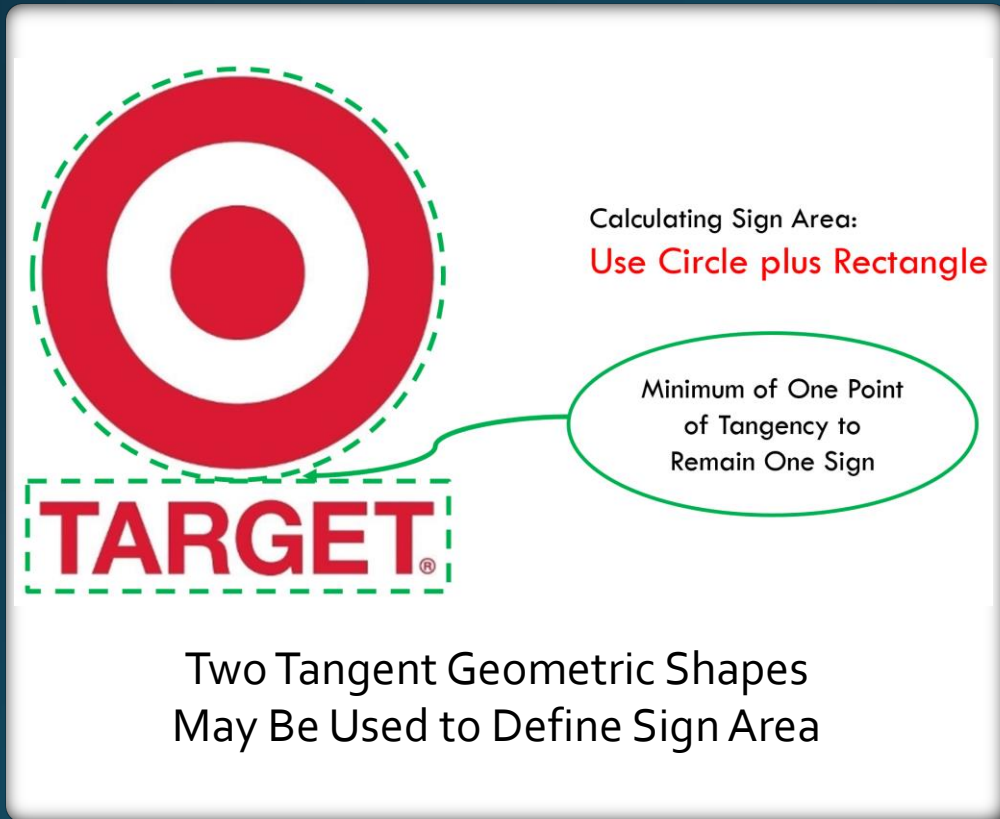 Calculating Sign Area:
Use Circle plus Rectangle
Minimum of One Point
of Tangency to
Remain One Sign
TARGET®
Two Tangent Geometric Shapes
May Be Used to Define Sign Area